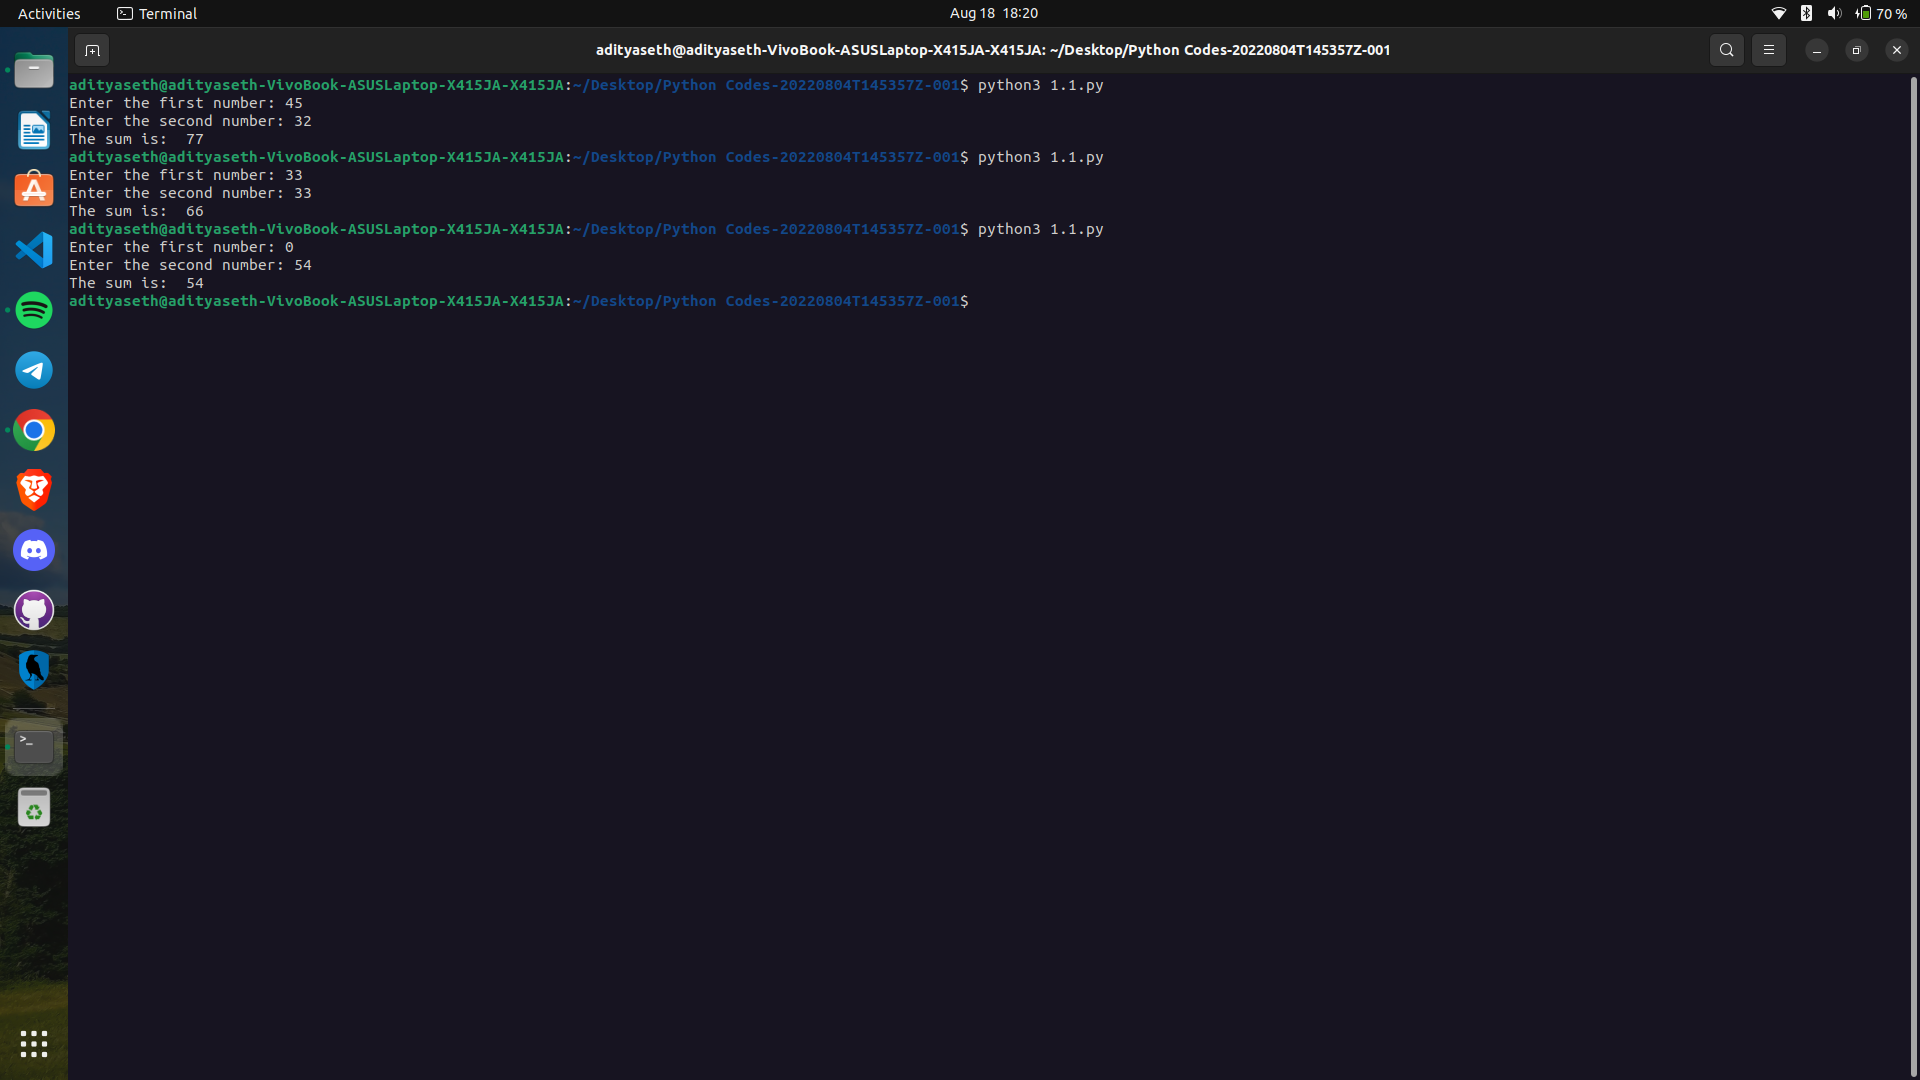 Activities Terminal Aug 18 18:20 70 %
adityaseth@adityaseth-VivoBook-ASUSLaptop-X415JA-X415JA: ~/Desktop/Python Codes-20220804T145357Z-001
adityaseth@adityaseth-VivoBook-ASUSLaptop-X415JA-X415JA:~/Desktop/Python Codes-20220804T145357Z-001$ python3 1.1.py
Enter the first number: 45
Enter the second number: 32
The sum is:  77
adityaseth@adityaseth-VivoBook-ASUSLaptop-X415JA-X415JA:~/Desktop/Python Codes-20220804T145357Z-001$ python3 1.1.py
Enter the first number: 33
Enter the second number: 33
The sum is:  66
adityaseth@adityaseth-VivoBook-ASUSLaptop-X415JA-X415JA:~/Desktop/Python Codes-20220804T145357Z-001$ python3 1.1.py
Enter the first number: 0
Enter the second number: 54
The sum is:  54
adityaseth@adityaseth-VivoBook-ASUSLaptop-X415JA-X415JA:~/Desktop/Python Codes-20220804T145357Z-001$